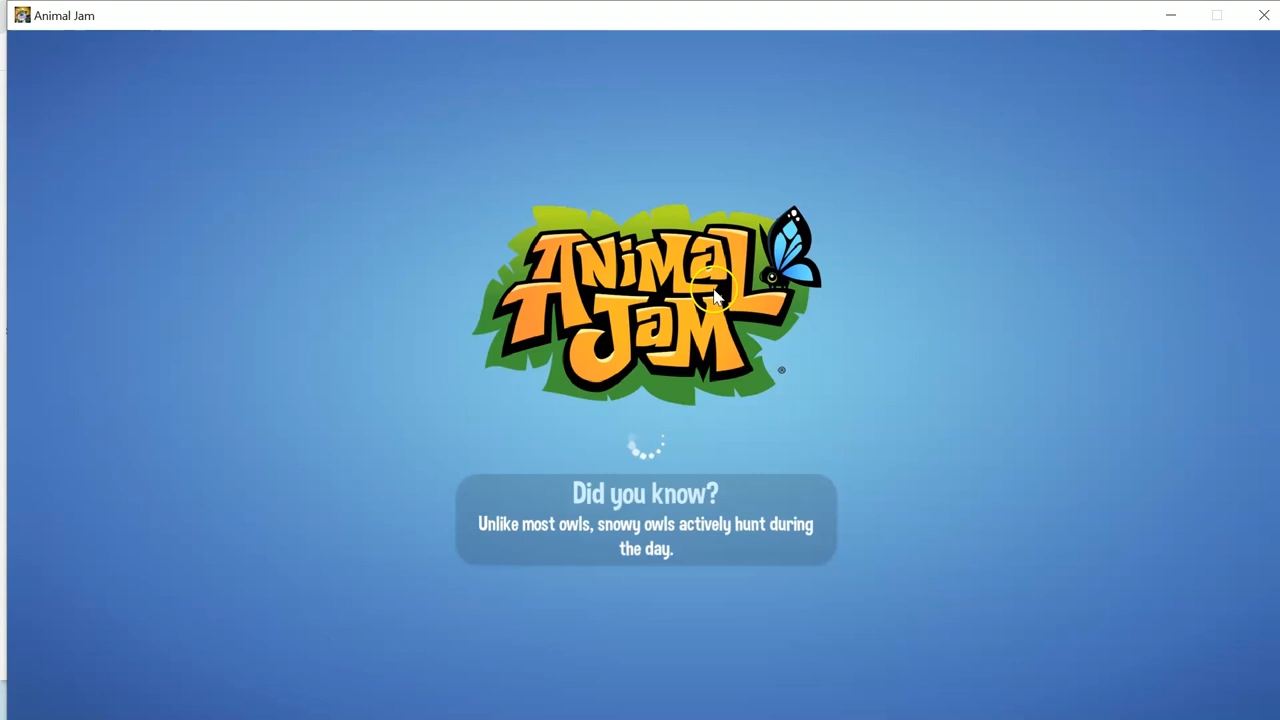 Animal Jam
ANimaL
JaM
®
Did you know?
Unlike most owls, snowy owls actively hunt during
the day.